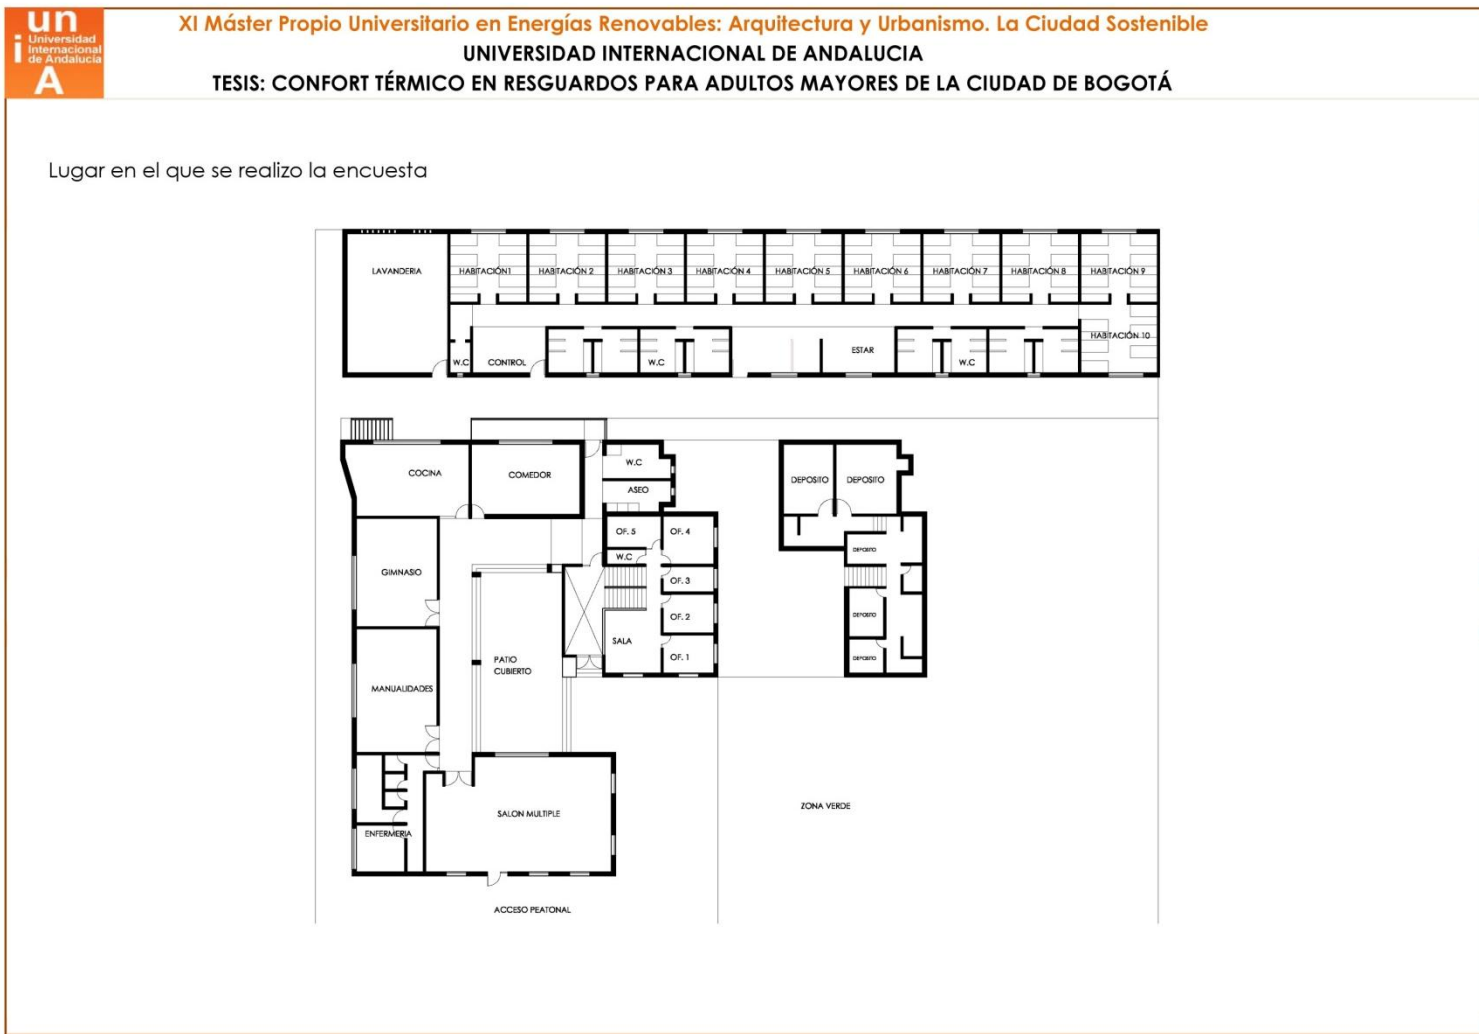 un
i Universidad
Internacional
de Andalucía
A
XI Máster Propio Universitario en Energías Renovables: Arquitectura y Urbanismo. La Ciudad Sostenible
UNIVERSIDAD INTERNACIONAL DE ANDALUCIA
TESIS: CONFORT TÉRMICO EN RESGUARDOS PARA ADULTOS MAYORES DE LA CIUDAD DE BOGOTÁ
Lugar en el que se realizo la encuesta
LAVANDERIA
HABITACIÓN1
HABITACIÓN 2
HABITACIÓN 3
HABITACIÓN 4
HABITACIÓN 5
HABITACIÓN 6
HABITACIÓN 7
HABITACIÓN 8
HABITACIÓN 9
HABITACIÓN 10
W.C
CONTROL
W.C
ESTAR
W.C
COCINA
COMEDOR
W.C
ASEO
DEPOSITO
DEPOSITO
OF. 5
OF. 4
W.C
DEPOSITO
GIMNASIO
OF. 3
OF. 2
DEPOSITO
SALA
OF. 1
DEPOSITO
PATIO
CUBIERTO
MANUALIDADES
SALON MULTIPLE
ZONA VERDE
ENFERMERIA
ACCESO PEATONAL